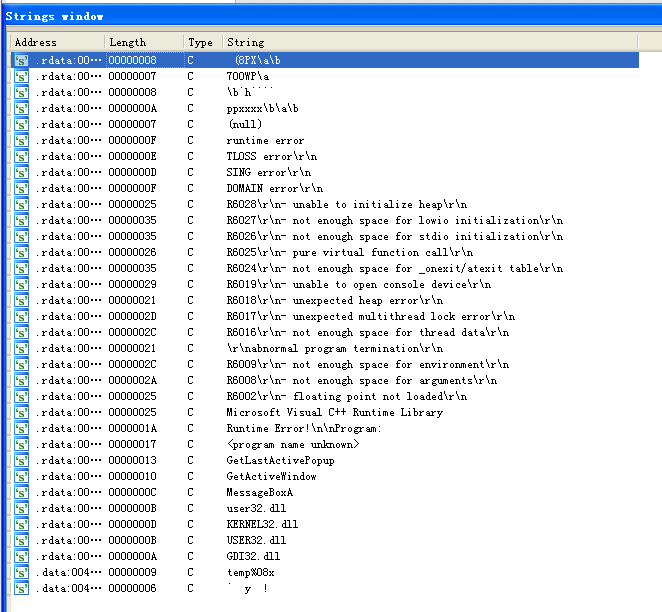 Strings window
Address Length Type String
's' .rdata:00… 00000008 C (8PX\a\b
's' .rdata:00… 00000007 C 700WP\a
's' .rdata:00… 00000008 C \b`h````
's' .rdata:00… 0000000A C ppxxxx\b\a\b
's' .rdata:00… 00000007 C (null)
's' .rdata:00… 0000000F C runtime error
's' .rdata:00… 0000000E C TLOSS error\r\n
's' .rdata:00… 0000000D C SING error\r\n
's' .rdata:00… 0000000F C DOMAIN error\r\n
's' .rdata:00… 00000025 C R6028\r\n- unable to initialize heap\r\n
's' .rdata:00… 00000035 C R6027\r\n- not enough space for lowio initialization\r\n
's' .rdata:00… 00000035 C R6026\r\n- not enough space for stdio initialization\r\n
's' .rdata:00… 00000026 C R6025\r\n- pure virtual function call\r\n
's' .rdata:00… 00000035 C R6024\r\n- not enough space for _onexit/atexit table\r\n
's' .rdata:00… 00000029 C R6019\r\n- unable to open console device\r\n
's' .rdata:00… 00000021 C R6018\r\n- unexpected heap error\r\n
's' .rdata:00… 0000002D C R6017\r\n- unexpected multithread lock error\r\n
's' .rdata:00… 0000002C C R6016\r\n- not enough space for thread data\r\n
's' .rdata:00… 00000021 C \r\nabnormal program termination\r\n
's' .rdata:00… 0000002C C R6009\r\n- not enough space for environment\r\n
's' .rdata:00… 0000002A C R6008\r\n- not enough space for arguments\r\n
's' .rdata:00… 00000025 C R6002\r\n- floating point not loaded\r\n
's' .rdata:00… 00000025 C Microsoft Visual C++ Runtime Library
's' .rdata:00… 0000001A C Runtime Error!\n\nProgram:
's' .rdata:00… 00000017 C <program name unknown>
's' .rdata:00… 00000013 C GetLastActivePopup
's' .rdata:00… 00000010 C GetActiveWindow
's' .rdata:00… 0000000C C MessageBoxA
's' .rdata:00… 0000000B C user32.dll
's' .rdata:00… 0000000D C KERNEL32.dll
's' .rdata:00… 0000000B C USER32.dll
's' .rdata:00… 0000000A C GDI32.dll
's' .data:004… 00000009 C temp%08x
's' .data:004… 00000006 C ` y !